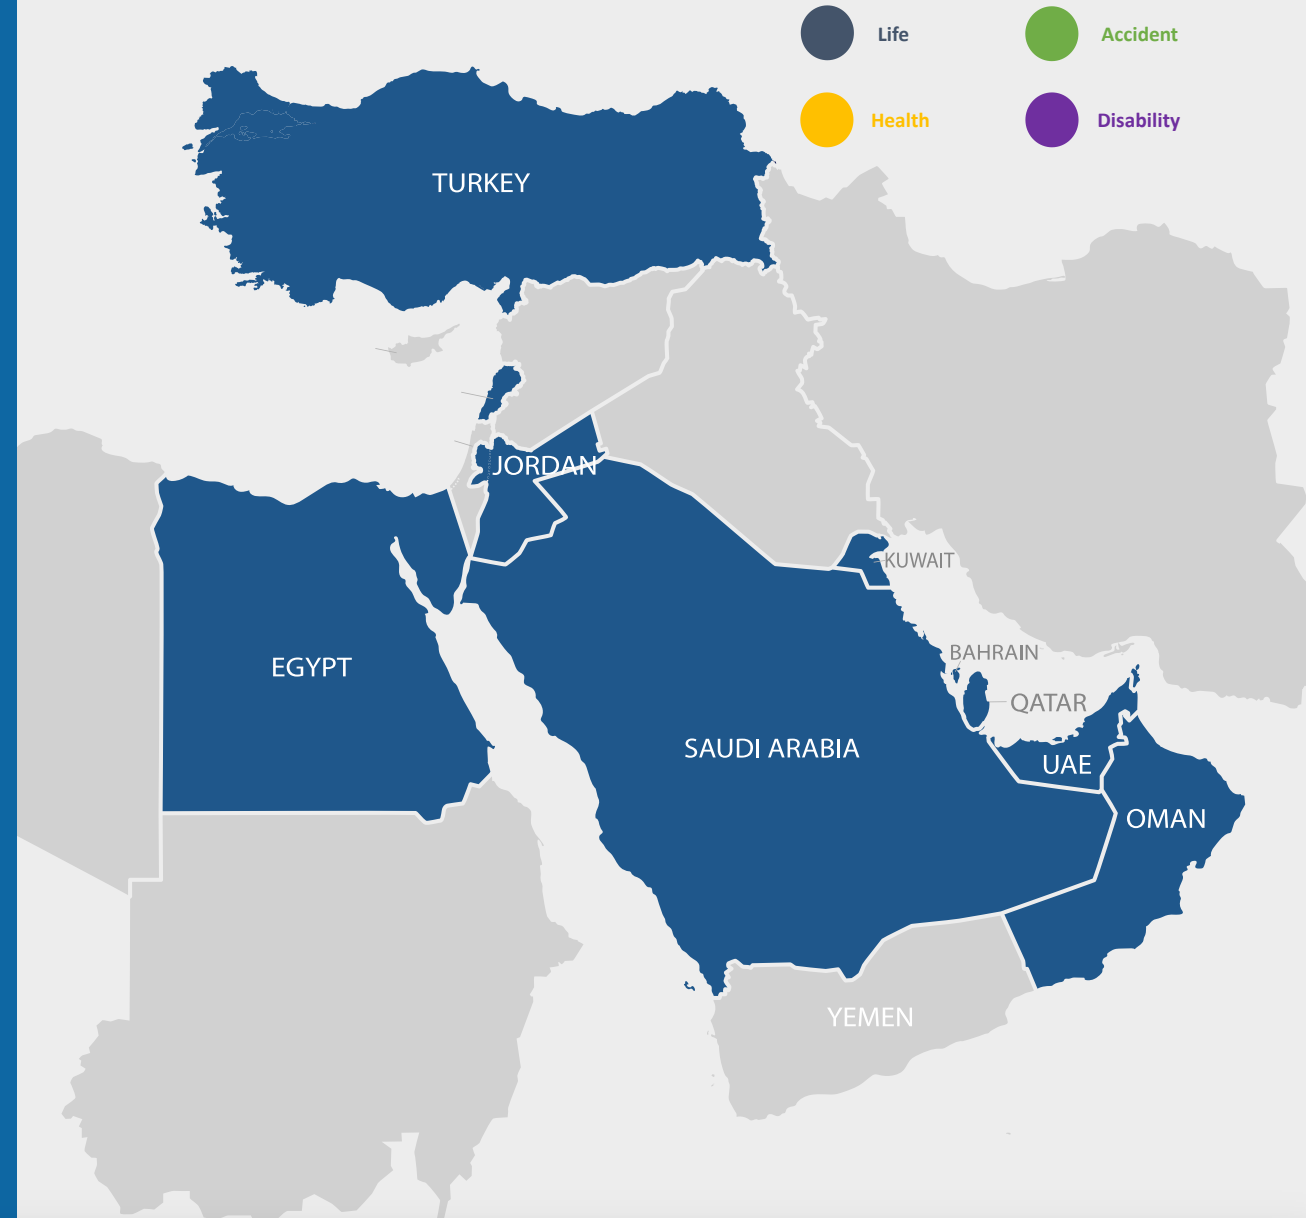 Life
Accident
Health
Disability
TURKEY
JORDAN
KUWAIT
BAHRAIN
EGYPT
QATAR
SAUDI ARABIA
UAE
OMAN
YEMEN